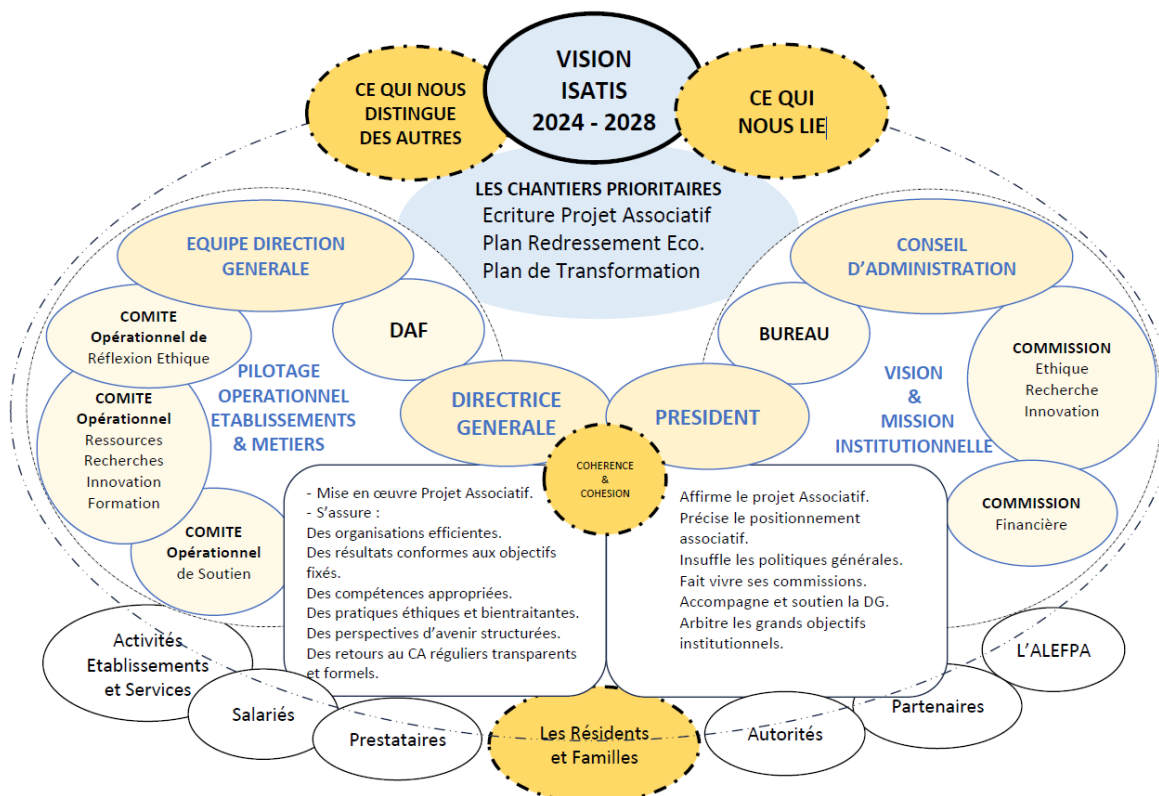 VISION
ISATIS
2024 - 2028
CE QUI NOUS
DISTINGUE
DES AUTRES
CE QUI
NOUS LIE
LES CHANTIERS PRIORITAIRES
Ecriture Projet Associatif
Plan Redressement Eco.
Plan de Transformation
EQUIPE DIRECTION
GENERALE
COMITE
Opérationnel de
Réflexion Ethique
DAF
PILOTAGE
OPERATIONNEL
ETABLISSEMENTS
& METIERS
COMITE
Opérationnel
Ressources
Recherches
Innovation
Formation
COMITE
Opérationnel
de Soutien
DIRECTRICE
GENERALE
PRESIDENT
CONSEIL
D'ADMINISTRATION
BUREAU
VISION
&
MISSION
INSTITUTIONNELLE
COMMISSION
Ethique
Recherche
Innovation
COMMISSION
Financière
COHERENCE
&
COHESION
- Mise en œuvre Projet Associatif.
- S'assure :
Des organisations efficientes.
Des résultats conformes aux objectifs
fixés.
Des compétences appropriées.
Des pratiques éthiques et bientraitantes.
Des perspectives d'avenir structurées.
Des retours au CA réguliers transparents
et formels.
Affirme le projet Associatif.
Précise le positionnement
associatif.
Insuffle les politiques générales.
Fait vivre ses commissions.
Accompagne et soutien la DG.
Arbitre les grands objectifs
institutionnels.
Activités
Etablissements
et Services
Salariés
Prestataires
Les Résidents
et Familles
Autorités
Partenaires
L'ALEFPA